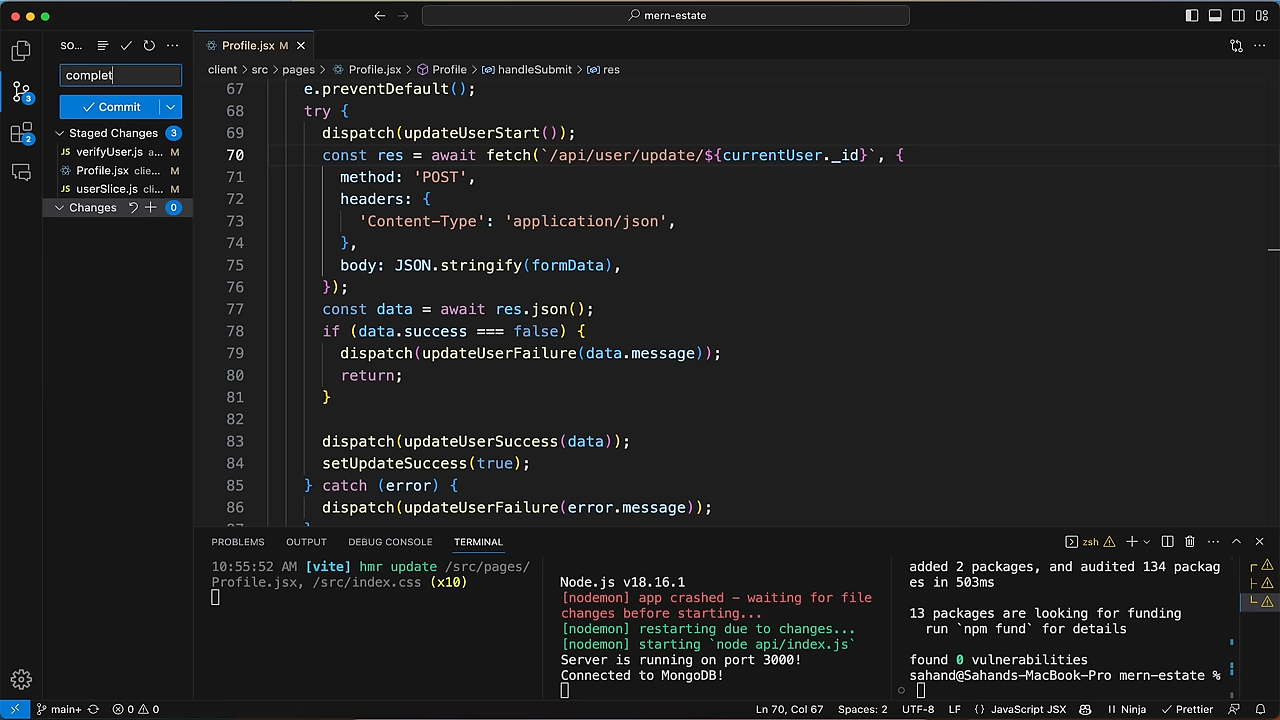 mern-estate
SO...
complet
Commit
Staged Changes 3
JS verifyUser.js a... M
Profile.jsx clie... M
JS userSlice.js cli... M
Changes 0
3
2
Profile.jsx M
client > src > pages > Profile.jsx > Profile > handleSubmit > res
67 e.preventDefault();
68 try {
69 dispatch(updateUserStart());
70 const res = await fetch(`/api/user/update/${currentUser._id}`, {
71 method: 'POST',
72 headers: {
73 'Content-Type': 'application/json',
74 },
75 body: JSON.stringify(formData),
76 });
77 const data = await res.json();
78 if (data.success === false) {
79 dispatch(updateUserFailure(data.message));
80 return;
81 }
82
83 dispatch(updateUserSuccess(data));
84 setUpdateSuccess(true);
85 } catch (error) {
86 dispatch(updateUserFailure(error.message));
PROBLEMS OUTPUT DEBUG CONSOLE TERMINAL
zsh
10:55:52 AM [vite] hmr update /src/pages/
Profile.jsx, /src/index.css (x10)
Node.js v18.16.1
[nodemon] app crashed - waiting for file
changes before starting...
[nodemon] restarting due to changes...
[nodemon] starting `node api/index.js`
Server is running on port 3000!
Connected to MongoDB!
added 2 packages, and audited 134 packag
es in 503ms
13 packages are looking for funding
run `npm fund` for details
found 0 vulnerabilities
sahand@Sahands-MacBook-Pro mern-estate %
main+ 0 0
Ln 70, Col 67 Spaces: 2 UTF-8 LF {} JavaScript JSX Ninja Prettier